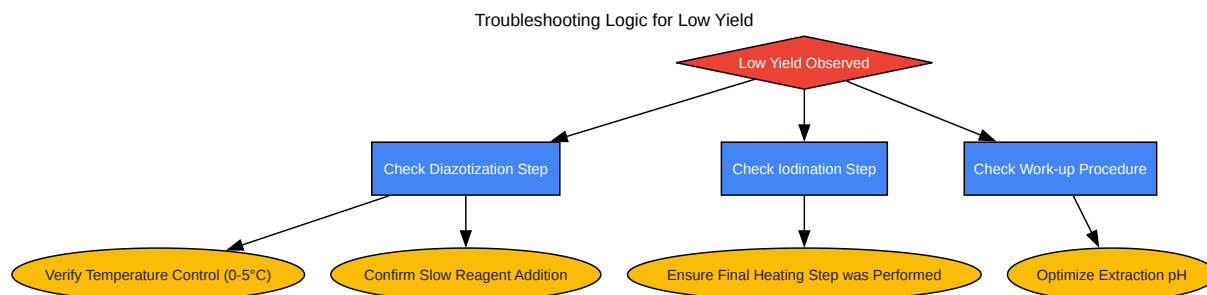 Troubleshooting Logic for Low Yield
Low Yield Observed
Check Diazotization Step
Check Iodination Step
Check Work-up Procedure
Verify Temperature Control (0-5°C)
Confirm Slow Reagent Addition
Ensure Final Heating Step was Performed
Optimize Extraction pH